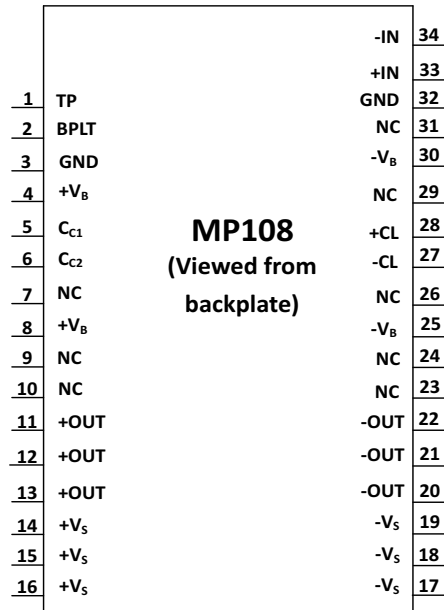 -IN 34
+IN 33
1 TP GND 32
2 BPLT NC 31
3 GND -VB 30
4 +VB NC 29
5 CC1 MP108 +CL 28
6 CC2 (Viewed from -CL 27
7 NC backplate) NC 26
8 +VB -VB 25
9 NC NC 24
10 NC NC 23
11 +OUT -OUT 22
12 +OUT -OUT 21
13 +OUT -OUT 20
14 +VS -VS 19
15 +VS -VS 18
16 +VS -VS 17